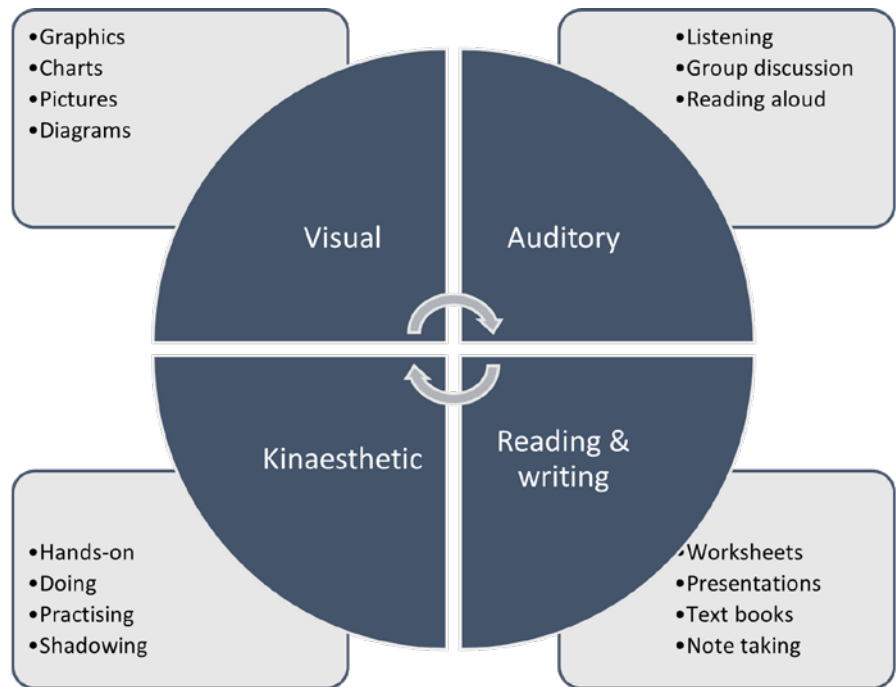 •Graphics
•Charts
•Pictures
•Diagrams
Visual
•Listening
•Group discussion
•Reading aloud
Auditory
Kinaesthetic
•Hands-on
•Doing
•Practising
•Shadowing
Reading &
writing
•Worksheets
•Presentations
•Text books
•Note taking